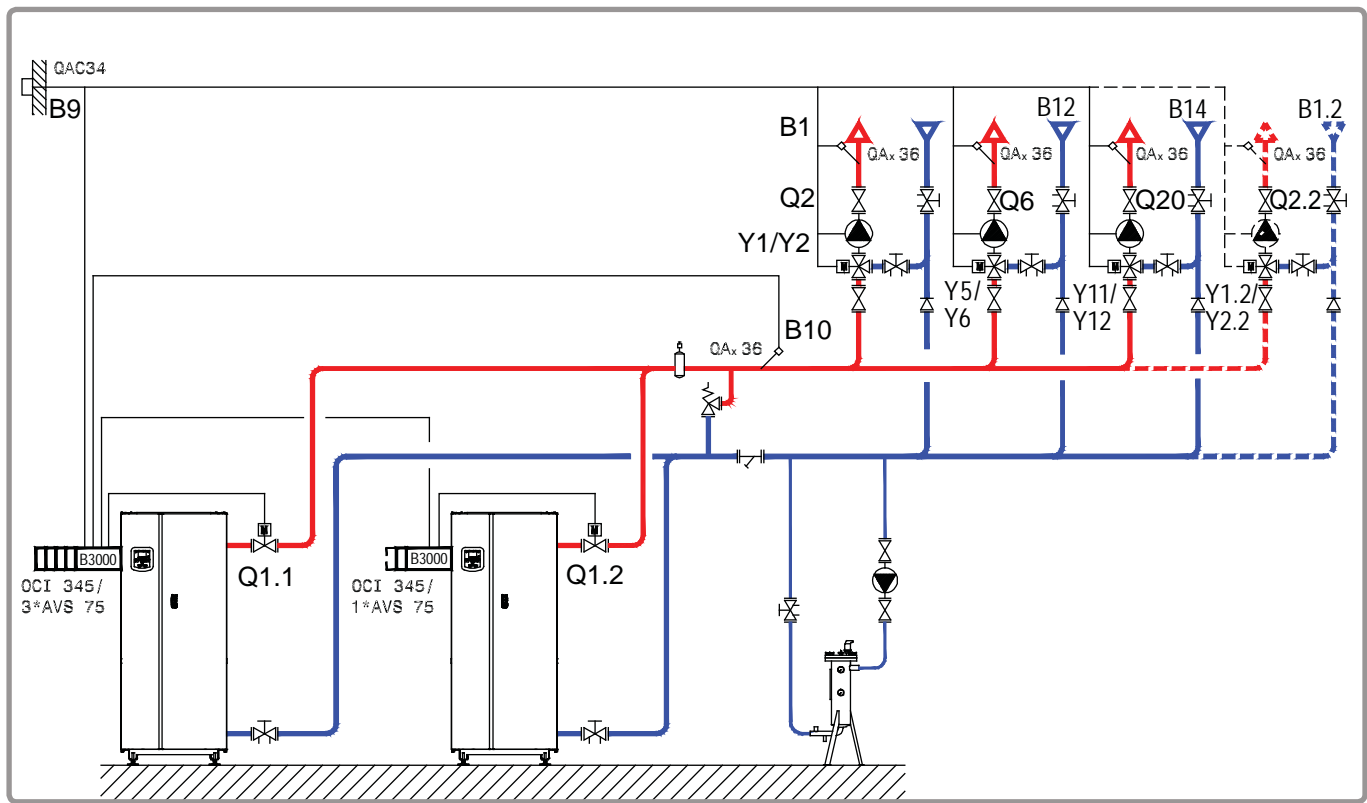 QAC34
B9
B12
B14
B1.2
B1
QAx 36
QAx 36
QAx 36
QAx 36
Q2
Q6
Q20
Q2.2
Y1/Y2
M
M
M
M
Y5/
Y6
Y11/
Y12
Y1.2/
Y2.2
B10
QAx 36
M
M
B3000
B3000
Q1.1
Q1.2
OCI 345/
3*AVS 75
OCI 345/
1*AVS 75